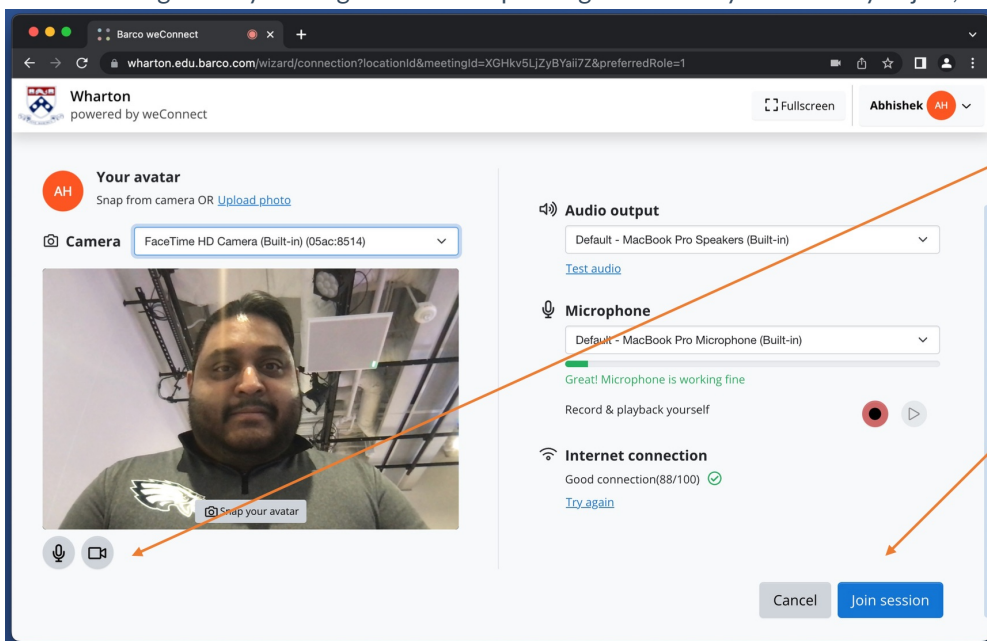 Barco weConnect
wharton.edu.barco.com/wizard/connection?locationId&meetingId=XGHkv5LjZyBYaii7Z&preferredRole=1
Wharton
powered by weConnect
Fullscreen
Abhishek AH
AH
Your avatar
Snap from camera OR Upload photo
Camera
FaceTime HD Camera (Built-in) (05ac:8514)
Snap your avatar
Audio output
Default - MacBook Pro Speakers (Built-in)
Test audio
Microphone
Default - MacBook Pro Microphone (Built-in)
Great! Microphone is working fine
Record & playback yourself
Internet connection
Good connection(88/100)
Try again
Cancel
Join session